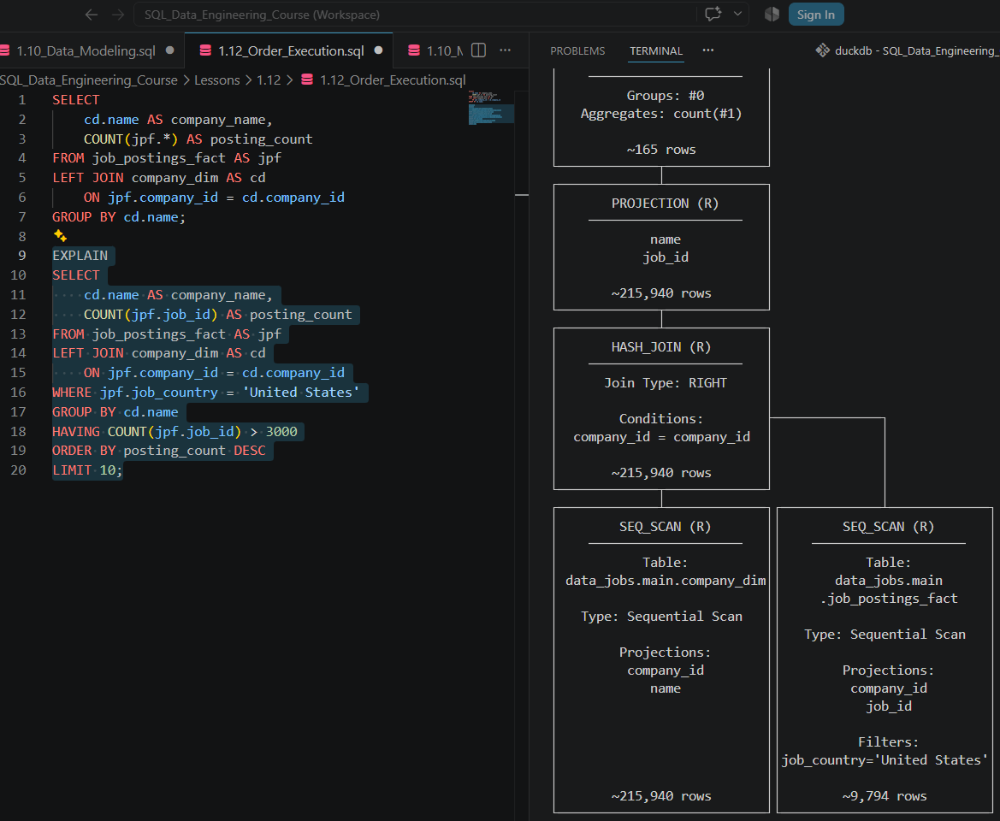 SQL_Data_Engineering_Course (Workspace)
Sign In
1.10_Data_Modeling.sql
1.12_Order_Execution.sql
1.10_
PROBLEMS
TERMINAL
duckdb - SQL_Data_Engineering_
SQL_Data_Engineering_Course > Lessons > 1.12 > 1.12_Order_Execution.sql
1 SELECT
2 cd.name AS company_name,
3 COUNT(jpf.*) AS posting_count
4 FROM job_postings_fact AS jpf
5 LEFT JOIN company_dim AS cd
6 ON jpf.company_id = cd.company_id
7 GROUP BY cd.name;
8
9 EXPLAIN
10 SELECT
11 cd.name AS company_name,
12 COUNT(jpf.job_id) AS posting_count
13 FROM job_postings_fact AS jpf
14 LEFT JOIN company_dim AS cd
15 ON jpf.company_id = cd.company_id
16 WHERE jpf.job_country = 'United States'
17 GROUP BY cd.name
18 HAVING COUNT(jpf.job_id) > 3000
19 ORDER BY posting_count DESC
20 LIMIT 10;
Groups: #0
Aggregates: count(#1)
~165 rows
PROJECTION (R)
name
job_id
~215,940 rows
HASH_JOIN (R)
Join Type: RIGHT
Conditions:
company_id = company_id
~215,940 rows
SEQ_SCAN (R)
Table:
data_jobs.main.company_dim
Type: Sequential Scan
Projections:
company_id
name
~215,940 rows
SEQ_SCAN (R)
Table:
data_jobs.main
.job_postings_fact
Type: Sequential Scan
Projections:
company_id
job_id
Filters:
job_country='United States'
~9,794 rows